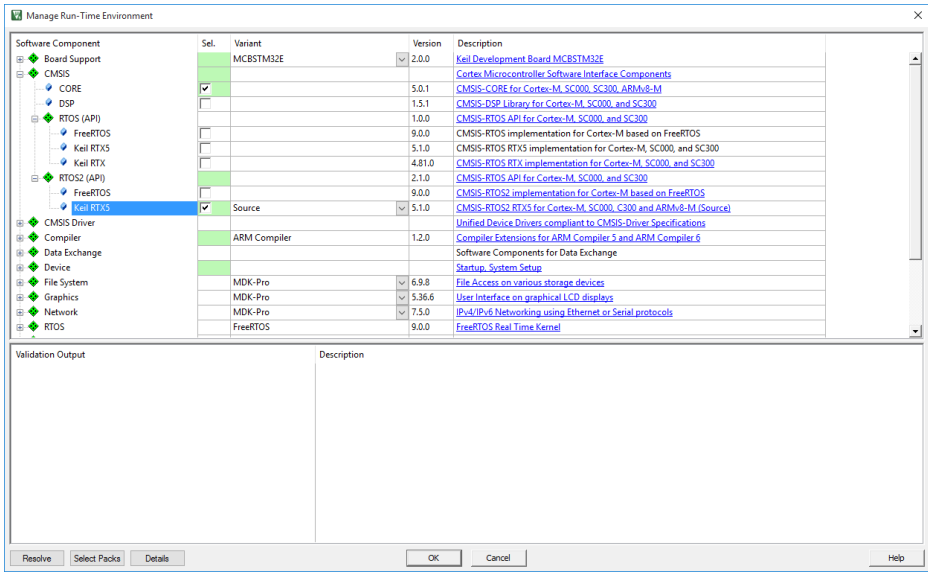 Manage Run-Time Environment
Software Component Sel. Variant Version Description
Board Support MCBSTM32E 2.0.0 Keil Development Board MCBSTM32E
CMSIS Cortex Microcontroller Software Interface Components
CORE 5.0.1 CMSIS-CORE for Cortex-M, SC000, SC300, ARMv8-M
DSP 1.5.1 CMSIS-DSP Library for Cortex-M, SC000, and SC300
RTOS (API) 1.0.0 CMSIS-RTOS API for Cortex-M, SC000, and SC300
FreeRTOS 9.0.0 CMSIS-RTOS implementation for Cortex-M based on FreeRTOS
Keil RTX5 5.1.0 CMSIS-RTOS RTX5 implementation for Cortex-M, SC000, and SC300
Keil RTX 4.81.0 CMSIS-RTOS RTX implementation for Cortex-M, SC000, and SC300
RTOS2 (API) 2.1.0 CMSIS-RTOS API for Cortex-M, SC000, and SC300
FreeRTOS 9.0.0 CMSIS-RTOS2 implementation for Cortex-M based on FreeRTOS
Keil RTX5 Source 5.1.0 CMSIS-RTOS2 RTX5 for Cortex-M, SC000, C300 and ARMv8-M (Source)
CMSIS Driver Unified Device Drivers compliant to CMSIS-Driver Specifications
Compiler ARM Compiler 1.2.0 Compiler Extensions for ARM Compiler 5 and ARM Compiler 6
Data Exchange Software Components for Data Exchange
Device Startup, System Setup
File System MDK-Pro 6.9.8 File Access on various storage devices
Graphics MDK-Pro 5.36.6 User Interface on graphical LCD displays
Network MDK-Pro 7.5.0 IPv4/IPv6 Networking using Ethernet or Serial protocols
RTOS FreeRTOS 9.0.0 FreeRTOS Real Time Kernel
Validation Output Description
Resolve Select Packs Details OK Cancel Help